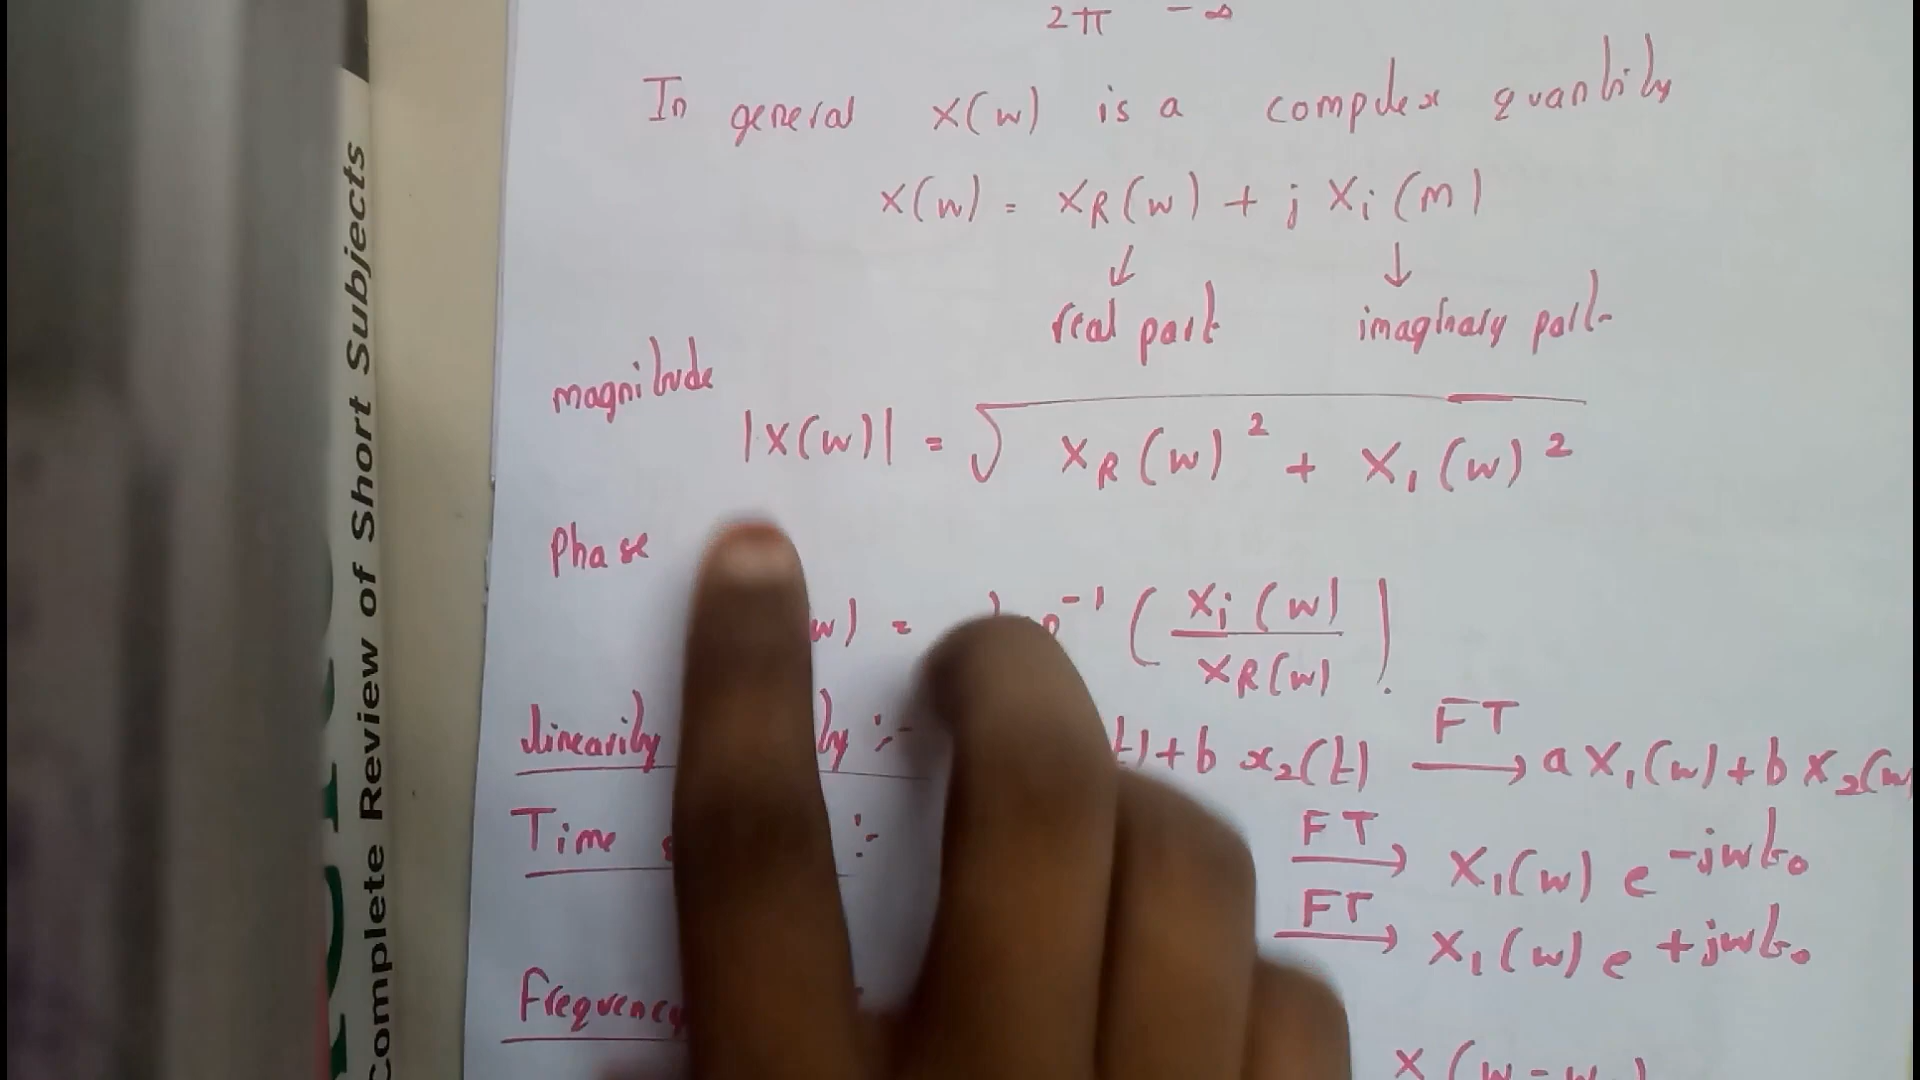 2π -∞
In general x(w) is a complex quantity
x(w) = XR(w) + j Xi(m)
↓ ↓
real part imaginary part
magnitude
|X(w)| = √ XR(w)² + X1(w)²
Phase
w) = ⁻¹ ( Xi(w) / XR(w) ).
linearity :- t)+b x₂(t) FT→ a X₁(w)+b X₂(w
Time :- FT→ X₁(w) e^-jwt₀
FT→ X₁(w) e^+jwt₀
Frequency
X(w-w
Complete Review of Short Subjects